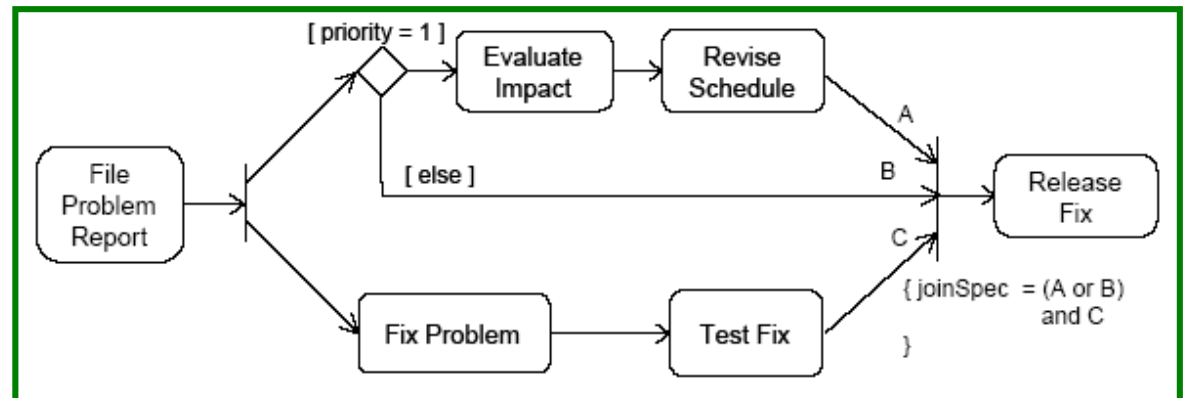 [ priority = 1 ]
Evaluate
Impact
Revise
Schedule
A
File
Problem
Report
[ else ]
B
Release
Fix
C
Fix Problem
Test Fix
{ joinSpec = (A or B)
and C
}